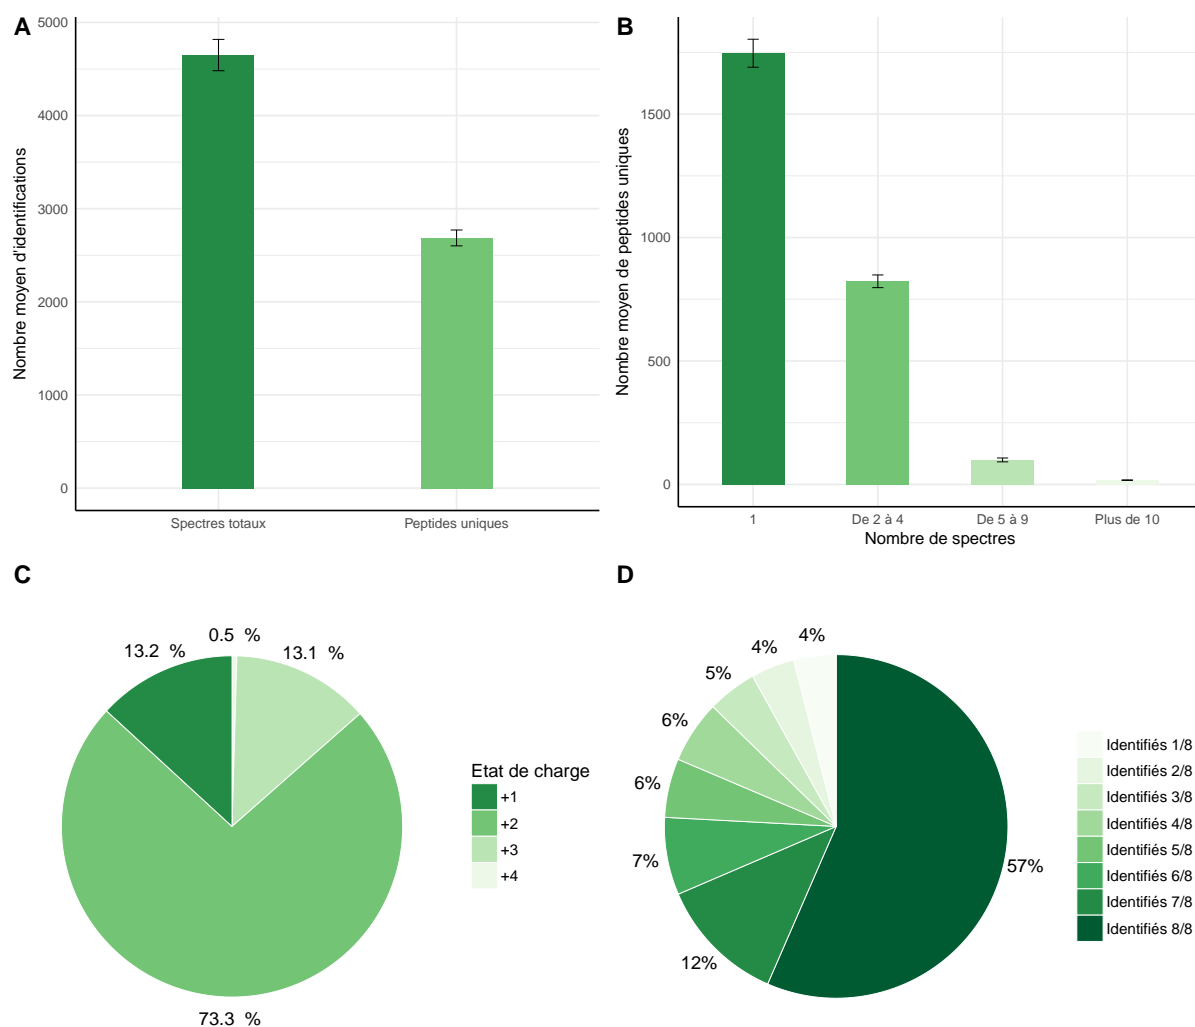 A
Nombre moyen d'identifications
5000
4000
3000
2000
1000
0
Spectres totaux
Peptides uniques
B
Nombre moyen de peptides uniques
1500
1000
500
0
1
De 2 à 4
De 5 à 9
Plus de 10
Nombre de spectres
C
0.5 %
13.2 %
13.1 %
73.3 %
Etat de charge
+1
+2
+3
+4
D
4%
4%
5%
6%
6%
7%
12%
57%
Identifiés 1/8
Identifiés 2/8
Identifiés 3/8
Identifiés 4/8
Identifiés 5/8
Identifiés 6/8
Identifiés 7/8
Identifiés 8/8